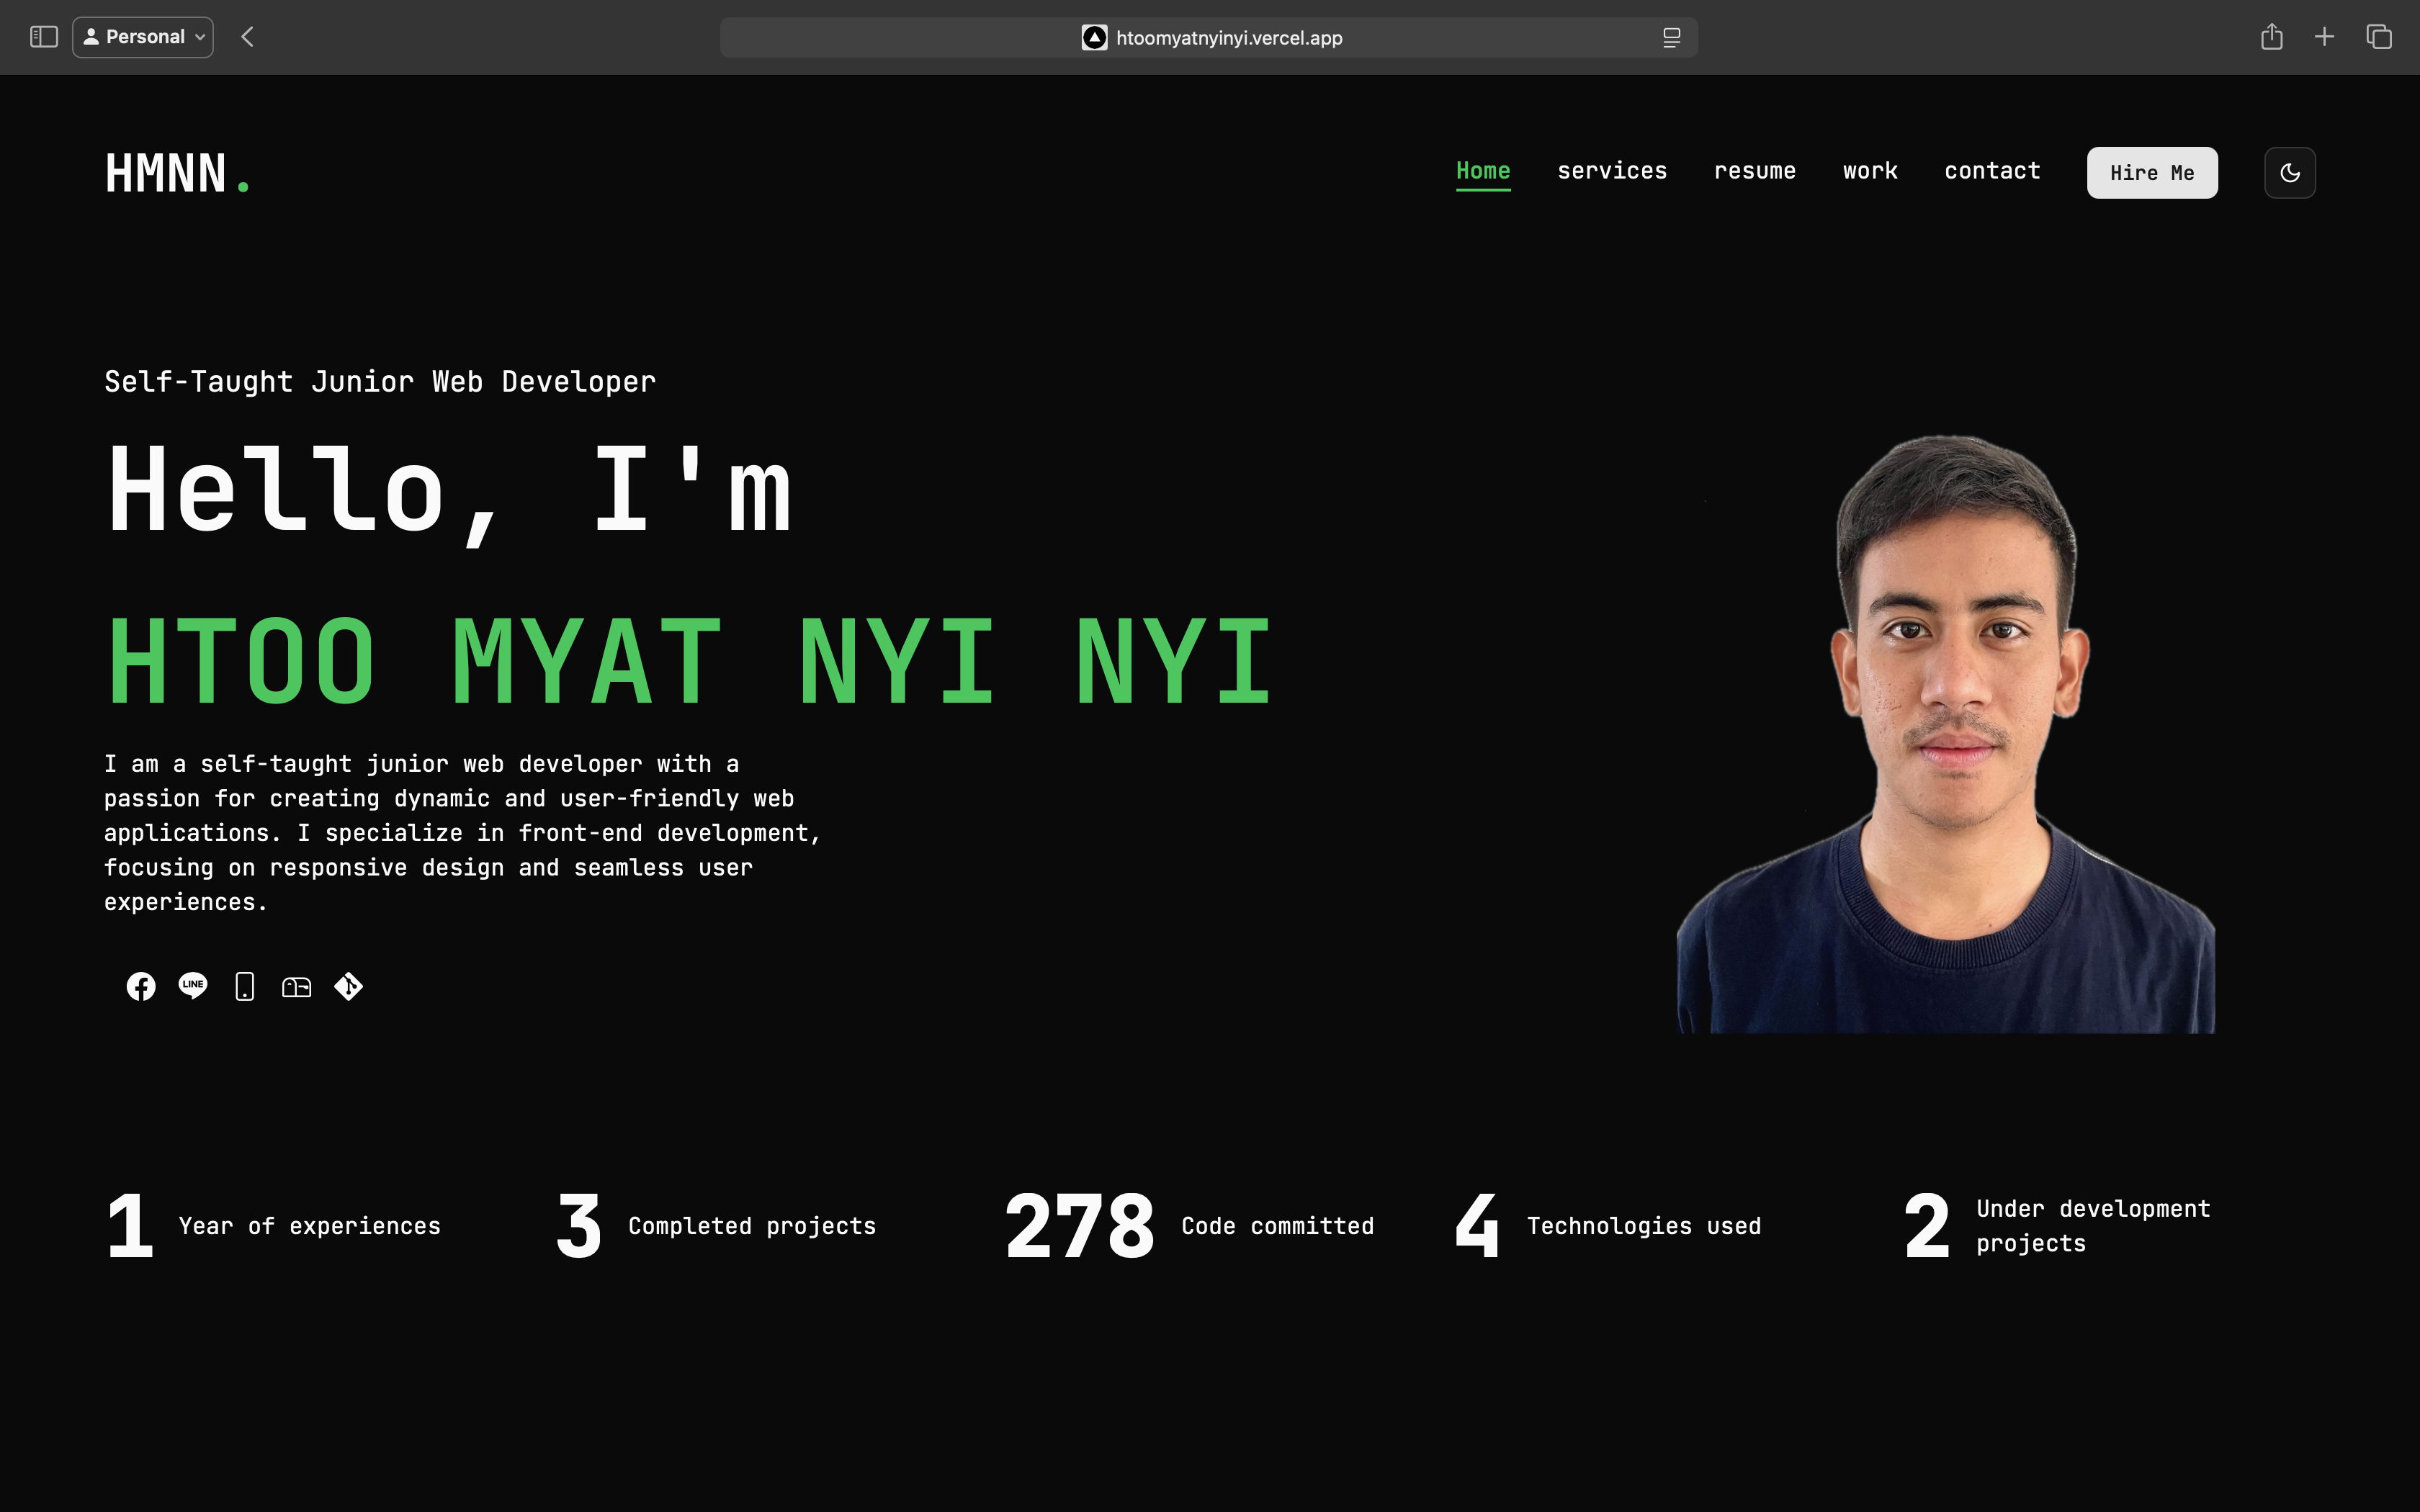 Personal
htoomyatnyinyi.vercel.app
HMNN.
Home services resume work contact Hire Me
Self-Taught Junior Web Developer
Hello, I'm
HTOO MYAT NYI NYI
I am a self-taught junior web developer with a
passion for creating dynamic and user-friendly web
applications. I specialize in front-end development,
focusing on responsive design and seamless user
experiences.
LINE
1 Year of experiences
3 Completed projects
278 Code committed
4 Technologies used
2 Under development
projects